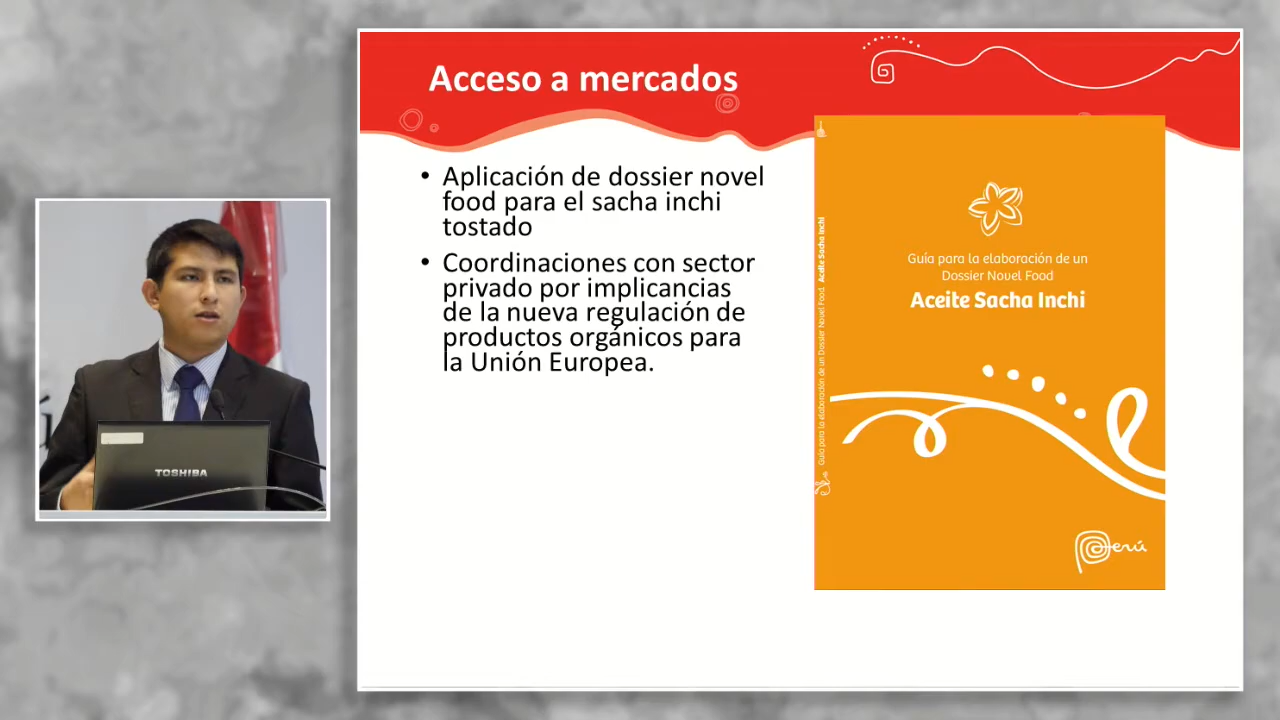 Acceso a mercados
• Aplicación de dossier novel
food para el sacha inchi
tostado
• Coordinaciones con sector
privado por implicancias
de la nueva regulación de
productos orgánicos para
la Unión Europea.
Guía para la elaboración de un Dossier Novel Food. Aceite Sacha Inchi
Guía para la elaboración de un
Dossier Novel Food
Aceite Sacha Inchi
Perú
TOSHIBA